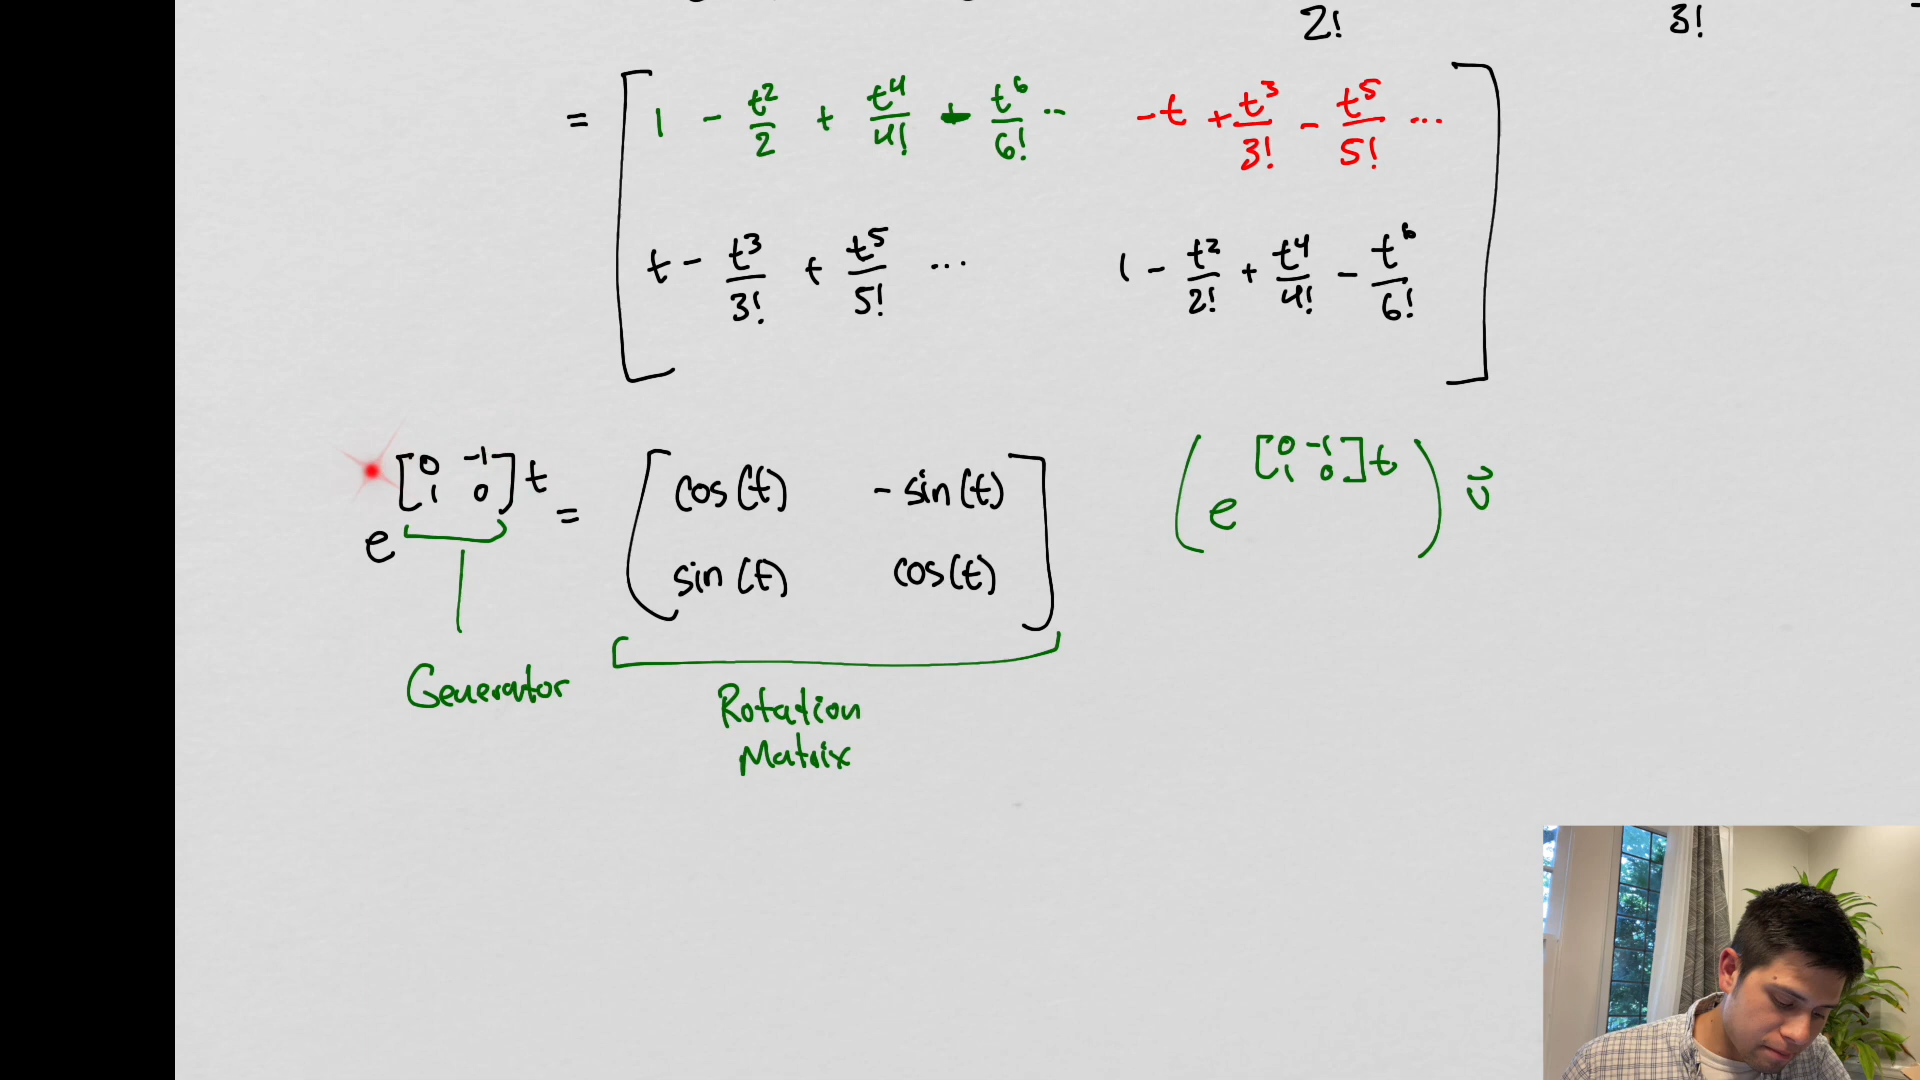 2! 3!
= [ 1 - t²/2 + t⁴/4! - t⁶/6! ... -t + t³/3! - t⁵/5! ...
t - t³/3! + t⁵/5! ... 1 - t²/2! + t⁴/4! - t⁶/6! ]
e^([0 -1; 1 0]t) = [ cos(t) -sin(t)
sin(t) cos(t) ]
(e^([0 -1; 1 0]t)) v⃗
Generator
Rotation
Matrix